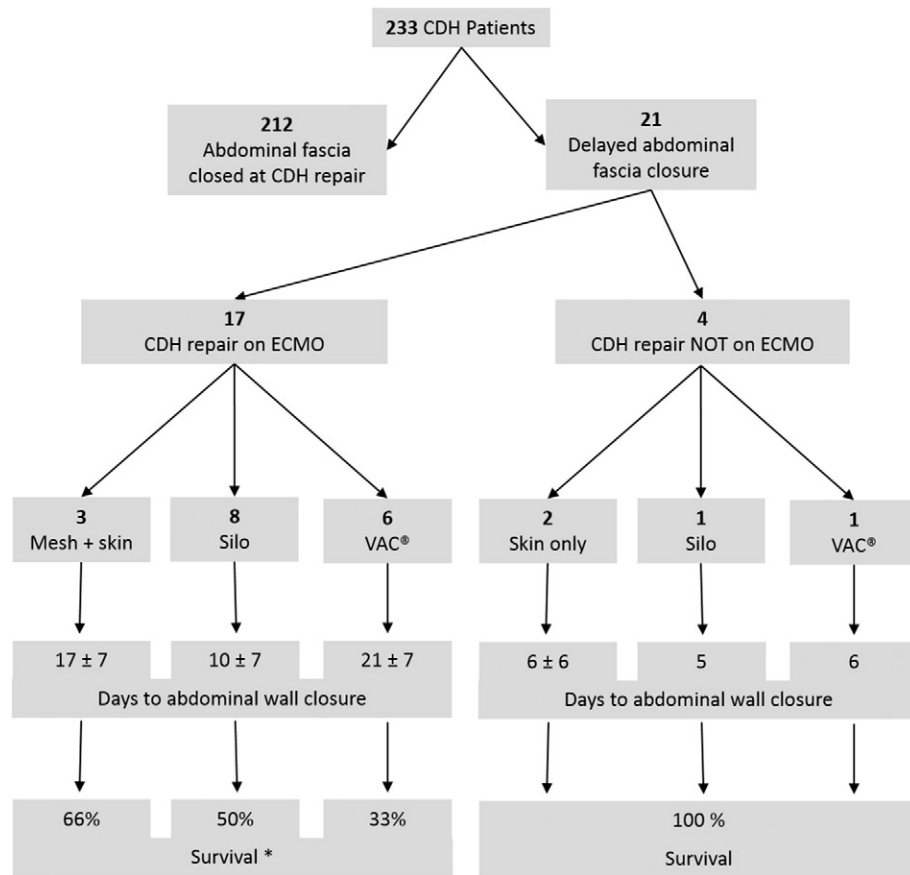 233 CDH Patients
212
Abdominal fascia
closed at CDH repair
21
Delayed abdominal
fascia closure
17
CDH repair on ECMO
4
CDH repair NOT on ECMO
3
Mesh + skin
8
Silo
6
VAC®
2
Skin only
1
Silo
1
VAC®
17 ± 7
10 ± 7
21 ± 7
Days to abdominal wall closure
6 ± 6
5
6
Days to abdominal wall closure
66%
50%
33%
Survival *
100 %
Survival